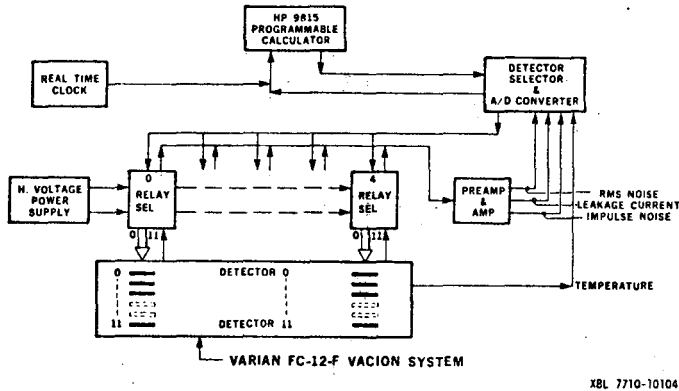 HP 9815
PROGRAMMABLE
CALCULATOR
REAL TIME
CLOCK
DETECTOR
SELECTOR
&
A/D CONVERTER
H. VOLTAGE
POWER
SUPPLY
0
RELAY
SEL
0 11
4
RELAY
SEL
0 11
PREAMP
&
AMP
RMS NOISE
LEAKAGE CURRENT
IMPULSE NOISE
0 DETECTOR 0
11 DETECTOR 11
TEMPERATURE
VARIAN FC-12-F VACION SYSTEM
XBL 7710-10104